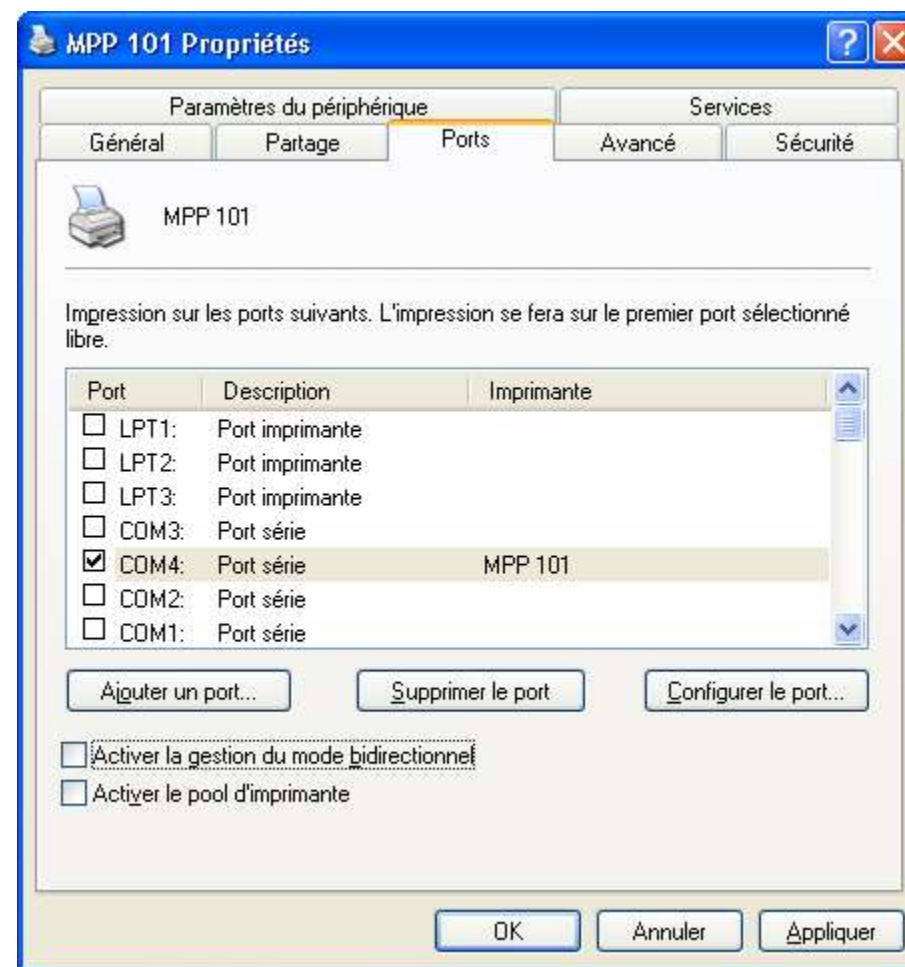 MPP 101 Propriétés
Paramètres du périphérique Services
Général Partage Ports Avancé Sécurité
MPP 101
Impression sur les ports suivants. L'impression se fera sur le premier port sélectionné
libre.
Port Description Imprimante
LPT1: Port imprimante
LPT2: Port imprimante
LPT3: Port imprimante
COM3: Port série
COM4: Port série MPP 101
COM2: Port série
COM1: Port série
Ajouter un port... Supprimer le port Configurer le port...
Activer la gestion du mode bidirectionnel
Activer le pool d'imprimante
OK Annuler Appliquer